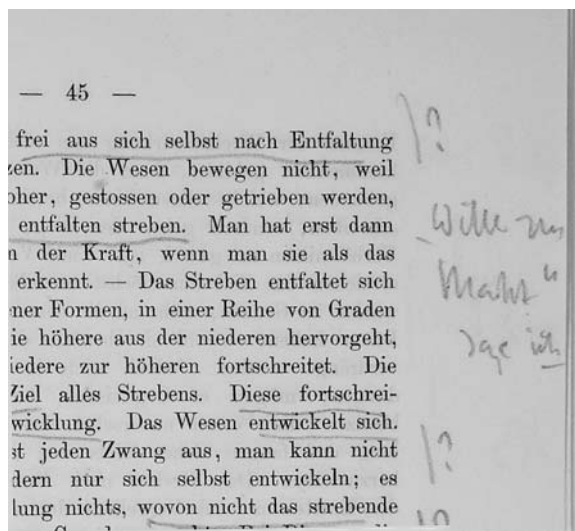 — 45 —
frei aus sich selbst nach Entfaltung
zen. Die Wesen bewegen nicht, weil
oher, gestossen oder getrieben werden,
entfalten streben. Man hat erst dann
n der Kraft, wenn man sie als das
erkennt. — Das Streben entfaltet sich
ner Formen, in einer Reihe von Graden
ie höhere aus der niederen hervorgeht,
iedere zur höheren fortschreitet. Die
Ziel alles Strebens. Diese fortschrei-
wicklung. Das Wesen entwickelt sich.
st jeden Zwang aus, man kann nicht
dern nur sich selbst entwickeln; es
lung nichts, wovon nicht das strebende
?
„Wille zur
Macht“
sage ich
?